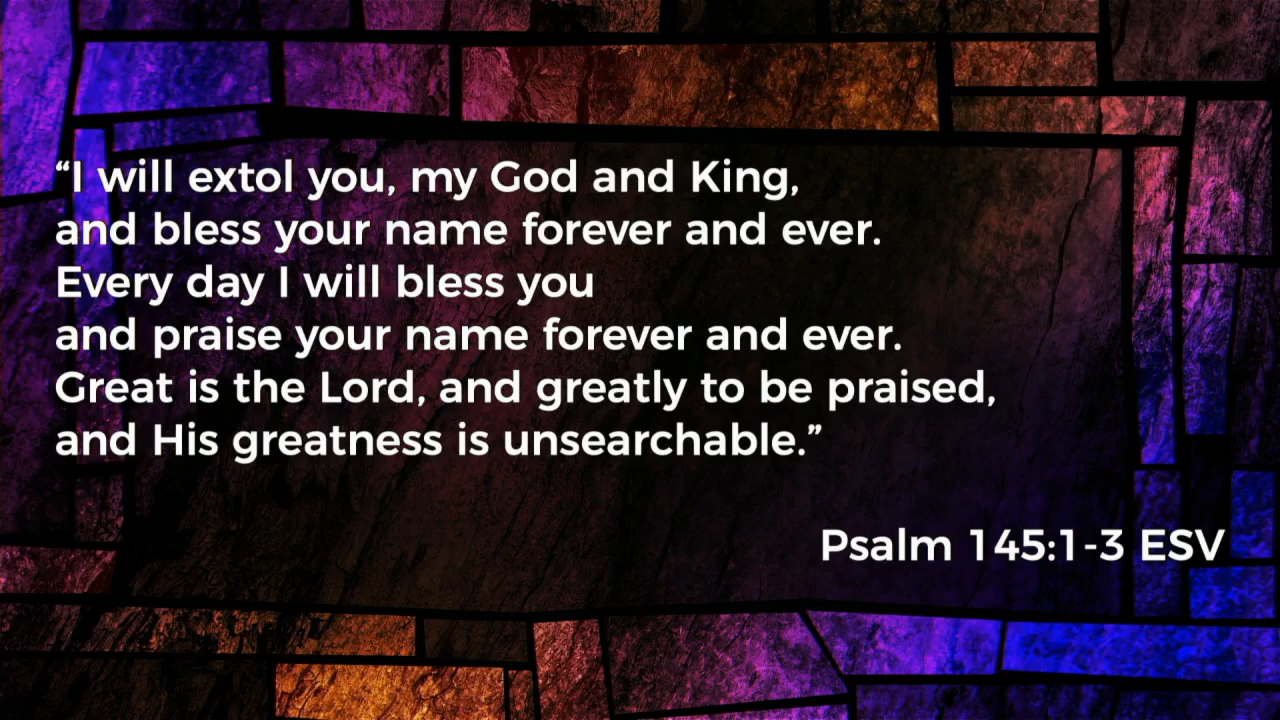 “I will extol you, my God and King,
and bless your name forever and ever.
Every day I will bless you
and praise your name forever and ever.
Great is the Lord, and greatly to be praised,
and His greatness is unsearchable.”
Psalm 145:1-3 ESV